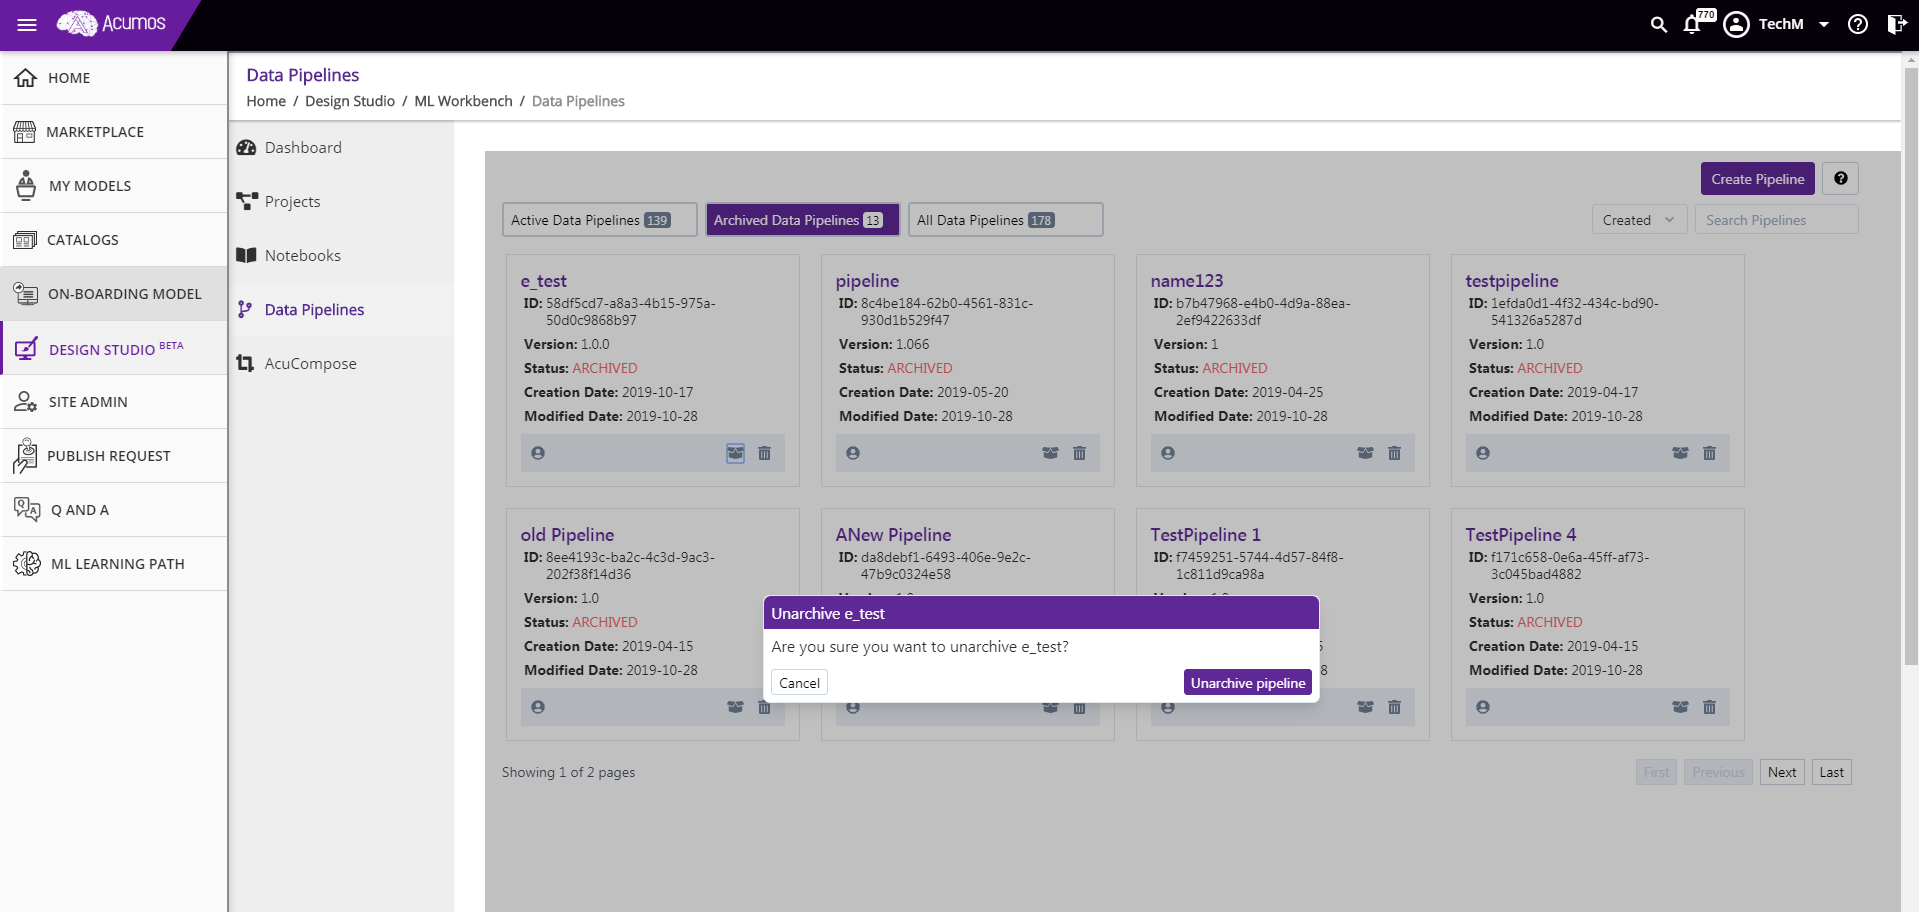 Acumos
770
TechM
HOME
MARKETPLACE
MY MODELS
CATALOGS
ON-BOARDING MODEL
DESIGN STUDIO BETA
SITE ADMIN
PUBLISH REQUEST
Q AND A
ML LEARNING PATH
Data Pipelines
Home / Design Studio / ML Workbench / Data Pipelines
Dashboard
Projects
Notebooks
Data Pipelines
AcuCompose
Create Pipeline
Active Data Pipelines 139
Archived Data Pipelines 13
All Data Pipelines 178
Created
Search Pipelines
e_test
ID: 58df5cd7-a8a3-4b15-975a-
50d0c9868b97
Version: 1.0.0
Status: ARCHIVED
Creation Date: 2019-10-17
Modified Date: 2019-10-28
pipeline
ID: 8c4be184-62b0-4561-831c-
930d1b529f47
Version: 1.066
Status: ARCHIVED
Creation Date: 2019-05-20
Modified Date: 2019-10-28
name123
ID: b7b47968-e4b0-4d9a-88ea-
2ef9422633df
Version: 1
Status: ARCHIVED
Creation Date: 2019-04-25
Modified Date: 2019-10-28
testpipeline
ID: 1efda0d1-4f32-434c-bd90-
541326a5287d
Version: 1.0
Status: ARCHIVED
Creation Date: 2019-04-17
Modified Date: 2019-10-28
old Pipeline
ID: 8ee4193c-ba2c-4c3d-9ac3-
202f38f14d36
Version: 1.0
Status: ARCHIVED
Creation Date: 2019-04-15
Modified Date: 2019-10-28
ANew Pipeline
ID: da8debf1-6493-406e-9e2c-
47b9c0324e58
TestPipeline 1
ID: f7459251-5744-4d57-84f8-
1c811d9ca98a
TestPipeline 4
ID: f171c658-0e6a-45ff-af73-
3c045bad4882
Version: 1.0
Status: ARCHIVED
Creation Date: 2019-04-15
Modified Date: 2019-10-28
Unarchive e_test
Are you sure you want to unarchive e_test?
Cancel
Unarchive pipeline
Showing 1 of 2 pages
First
Previous
Next
Last